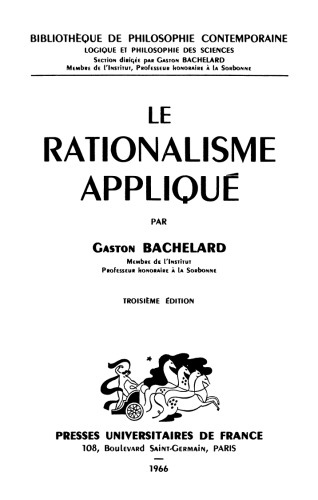 BIBLIOTHÈQUE DE PHILOSOPHIE CONTEMPORAINE
LOGIQUE ET PHILOSOPHIE DES SCIENCES
Section dirigée par Gaston BACHELARD
Membre de l'Institut, Professeur honoraire à la Sorbonne
LE
RATIONALISME
APPLIQUÉ
PAR
Gaston BACHELARD
Membre de l'Institut
Professeur honoraire à la Sorbonne
TROISIÈME ÉDITION
PRESSES UNIVERSITAIRES DE FRANCE
108, Boulevard Saint-Germain, PARIS
—
1966